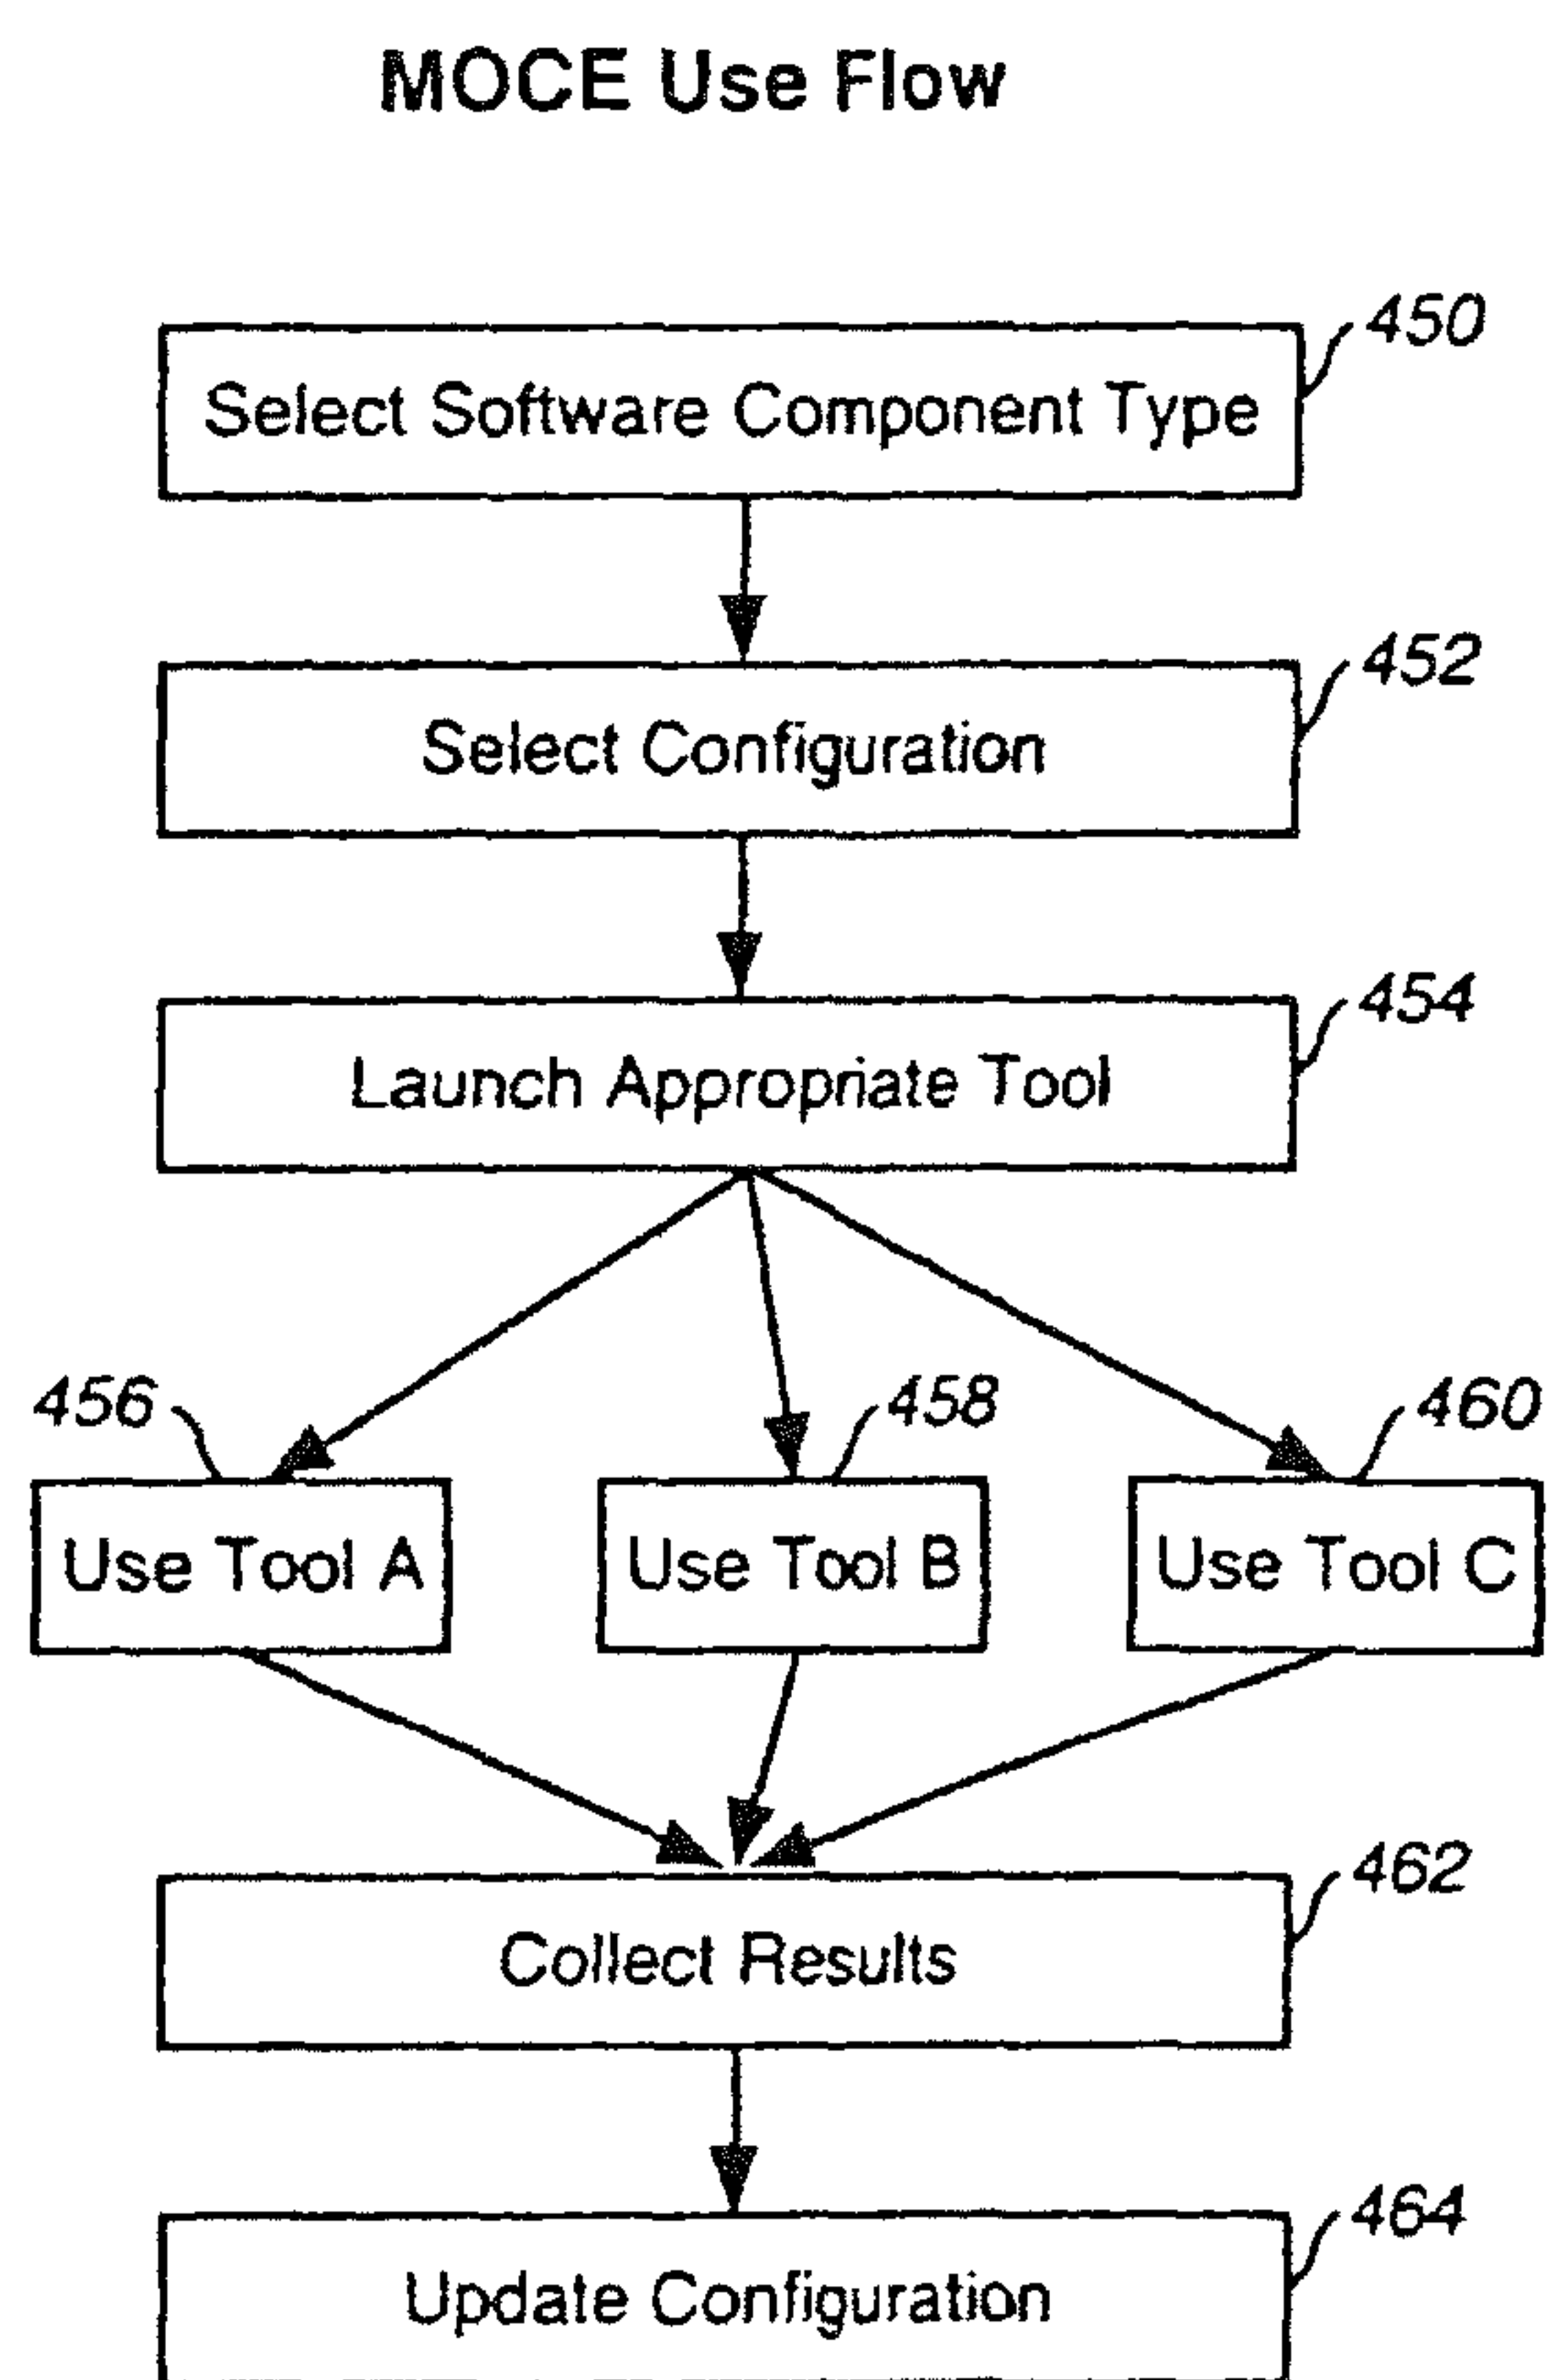 MOCE Use Flow
450
Select Software Component Type
452
Select Configuration
454
Launch Appropriate Tool
456
458
460
Use Tool A
Use Tool B
Use Tool C
462
Collect Results
464
Update Configuration